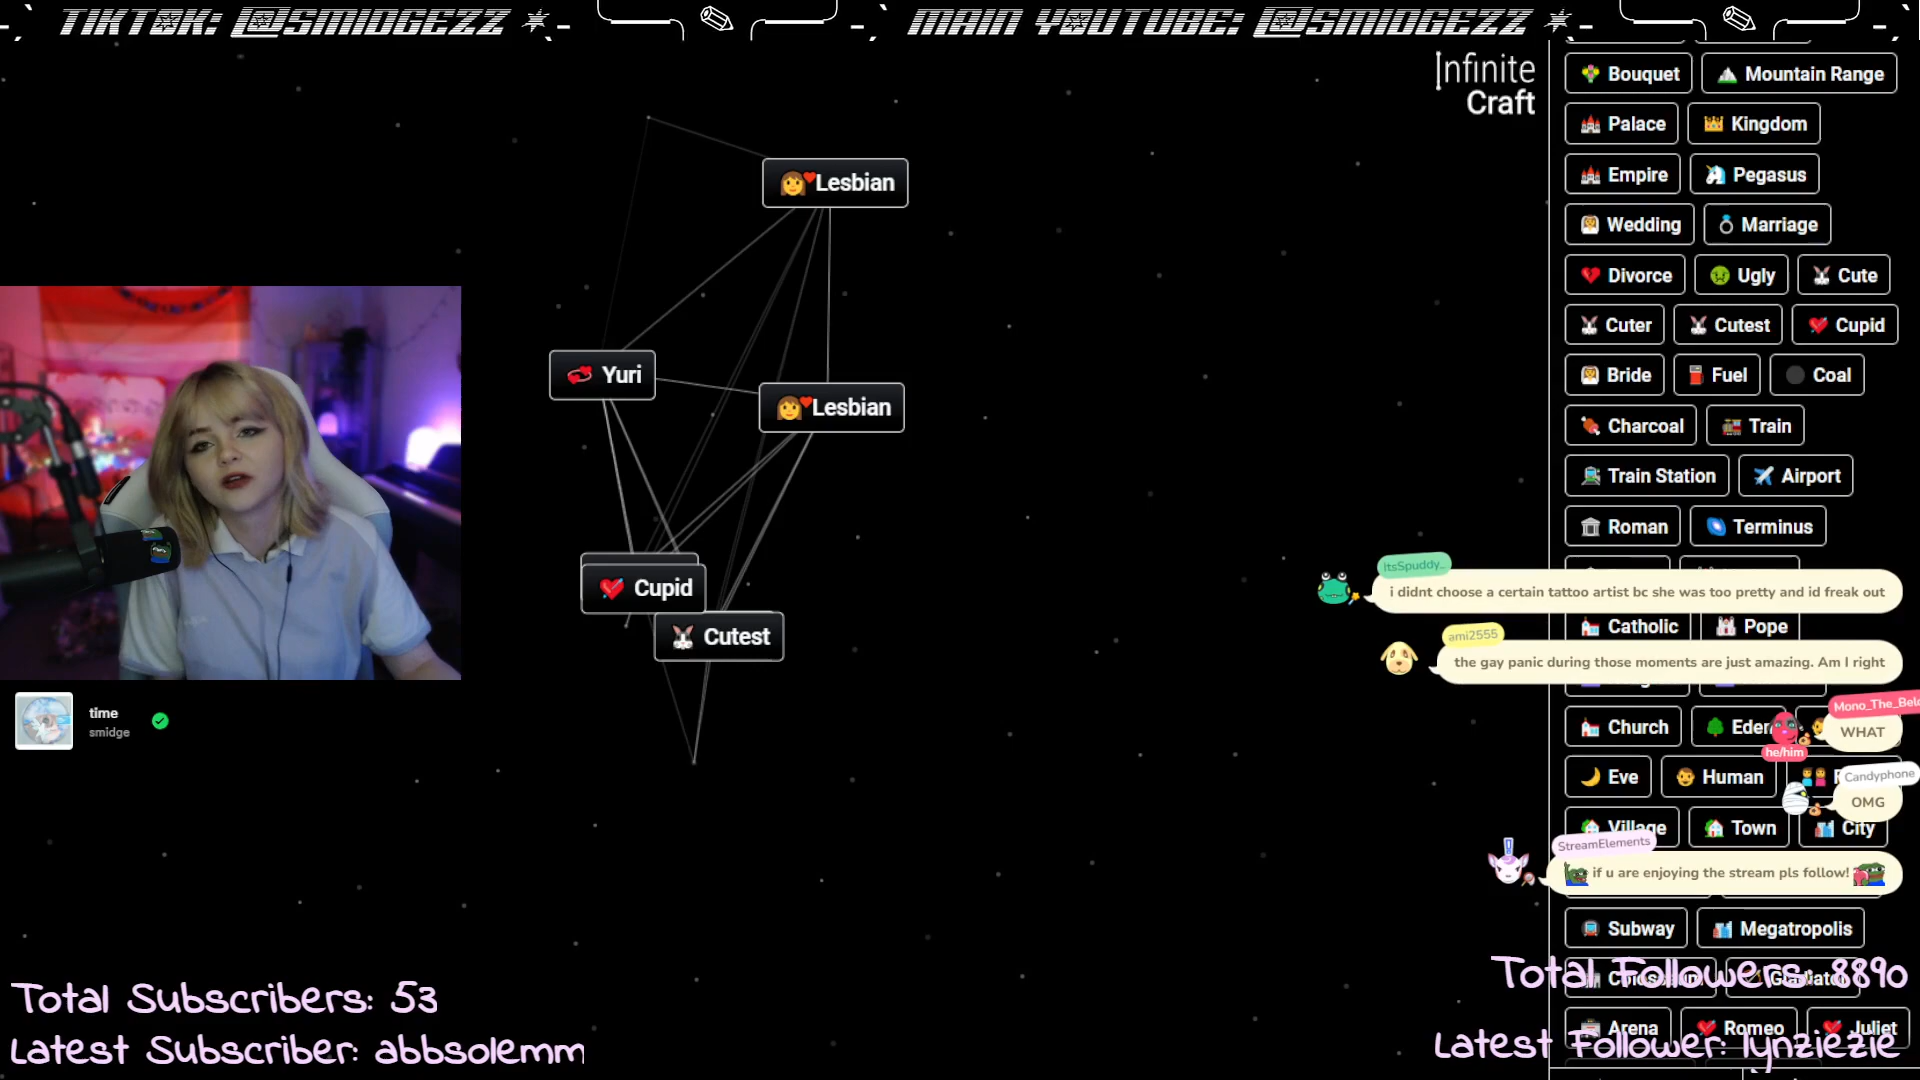 TIKTOK: @SMIDGEZZ
MAIN YOUTUBE: @SMIDGEZZ
Infinite
Craft
Lesbian
Yuri
Lesbian
Cupid
Cutest
time
smidge
Bouquet
Mountain Range
Palace
Kingdom
Empire
Pegasus
Wedding
Marriage
Divorce
Ugly
Cute
Cuter
Cutest
Cupid
Bride
Fuel
Coal
Charcoal
Train
Train Station
Airport
Roman
Terminus
ItsSpuddy_
i didnt choose a certain tattoo artist bc she was too pretty and id freak out
Catholic
Pope
ami2555
the gay panic during those moments are just amazing. Am I right
Church
Eden
Mono_The_Belo
he/him
WHAT
Eve
Human
Candyphone
OMG
Village
Town
City
StreamElements
if u are enjoying the stream pls follow!
Subway
Megatropolis
Colosseum
Gladiator
Arena
Romeo
Juliet
Total Followers: 8890
Latest Follower: lynziezie
Total Subscribers: 53
Latest Subscriber: abbsolemm